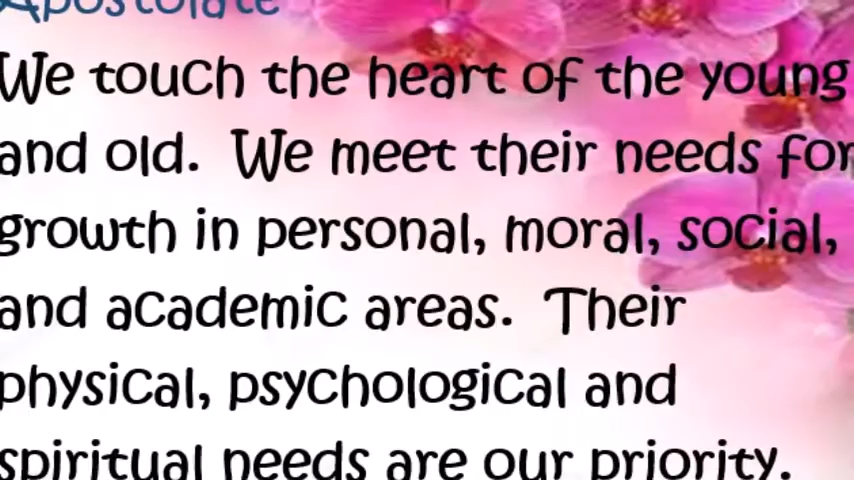 Apostolate
We touch the heart of the young
and old. We meet their needs for
growth in personal, moral, social,
and academic areas. Their
physical, psychological and
spiritual needs are our priority.